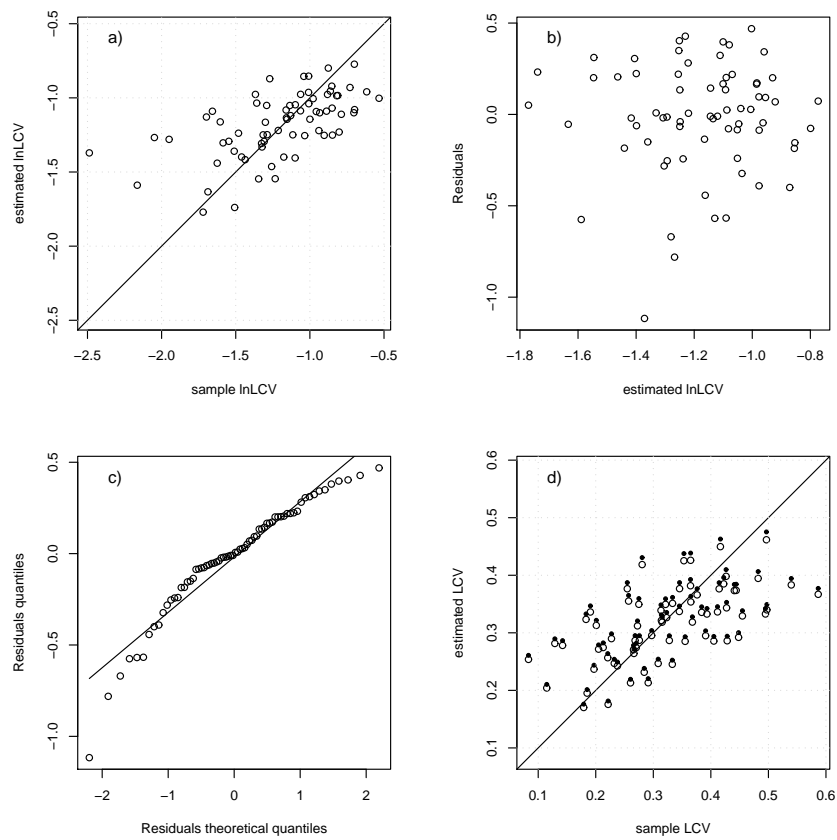 a)
−0.5
−1.0
−1.5
−2.0
−2.5
estimated lnLCV
−2.5 −2.0 −1.5 −1.0 −0.5
sample lnLCV
b)
0.5
0.0
−0.5
−1.0
Residuals
−1.8 −1.6 −1.4 −1.2 −1.0 −0.8
estimated lnLCV
c)
0.5
0.0
−0.5
−1.0
Residuals quantiles
−2 −1 0 1 2
Residuals theoretical quantiles
d)
0.6
0.5
0.4
0.3
0.2
0.1
estimated LCV
0.1 0.2 0.3 0.4 0.5 0.6
sample LCV